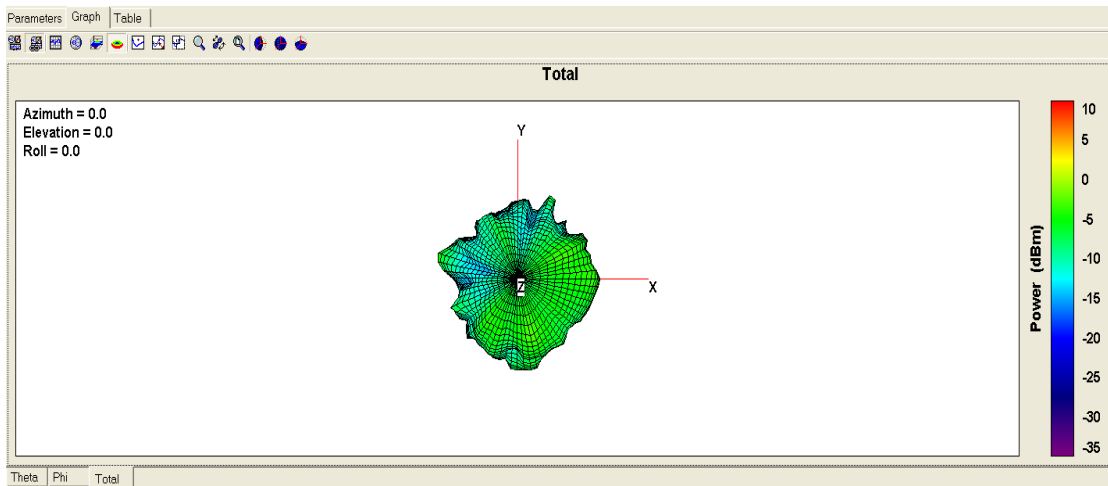 Parameters Graph Table
Total
Azimuth = 0.0
Elevation = 0.0
Roll = 0.0
Y
X
Z
10
5
0
-5
-10
-15
-20
-25
-30
-35
Power (dBm)
Theta Phi Total